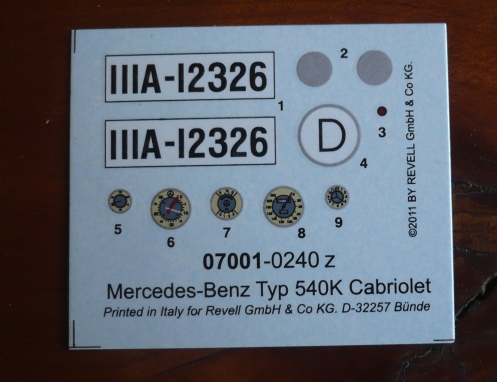 IIIA-I2326
1
2
3
IIIA-I2326
D
4
5
6
7
8
9
07001-0240 z
Mercedes-Benz Typ 540K Cabriolet
Printed in Italy for Revell GmbH & Co KG. D-32257 Bünde
©2011 BY REVELL GmbH & Co KG.